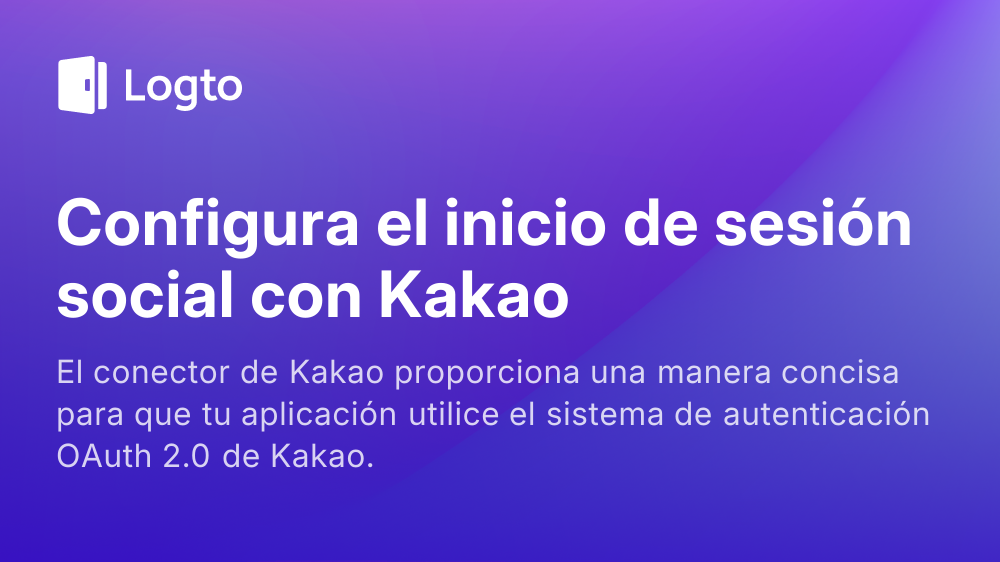 Logto
Configura el inicio de sesión
social con Kakao
El conector de Kakao proporciona una manera concisa
para que tu aplicación utilice el sistema de autenticación
OAuth 2.0 de Kakao.